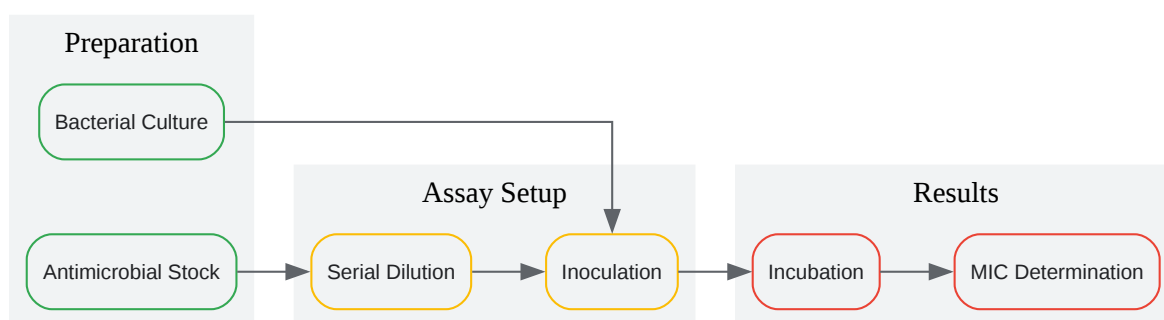 Preparation
Bacterial Culture
Antimicrobial Stock
Assay Setup
Serial Dilution
Inoculation
Results
Incubation
MIC Determination